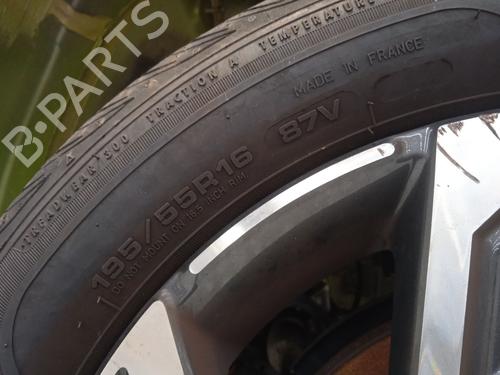 B-PARTS
TREADWEAR 300 TRACTION A TEMPERATURE
MADE IN FRANCE
195/55R16 87V
DO NOT MOUNT ON 16.5 INCH RIM.